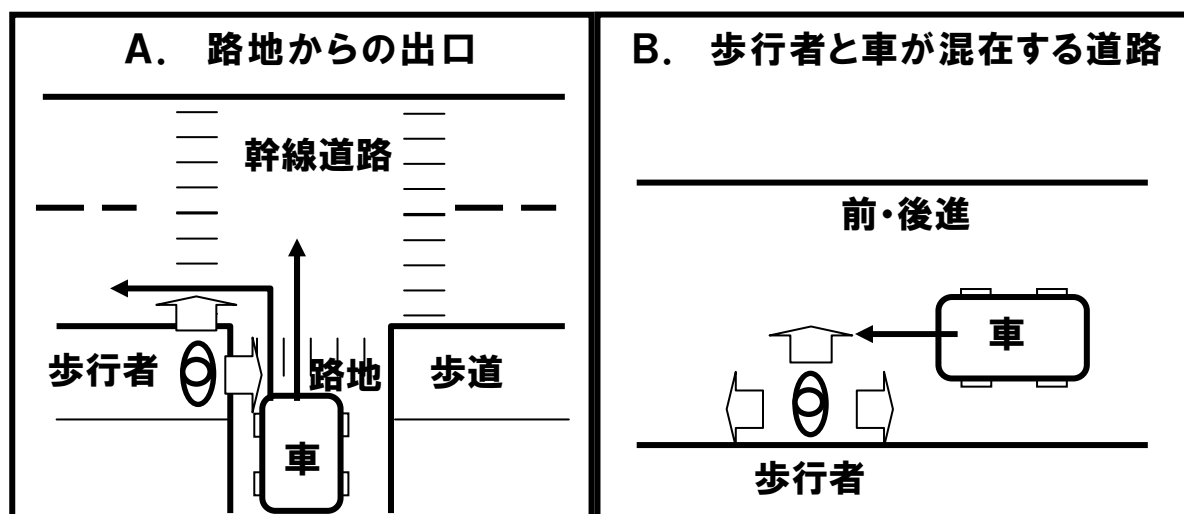 A. 路地からの出口
幹線道路
歩行者
路地
歩道
車
B. 歩行者と車が混在する道路
前・後進
車
歩行者